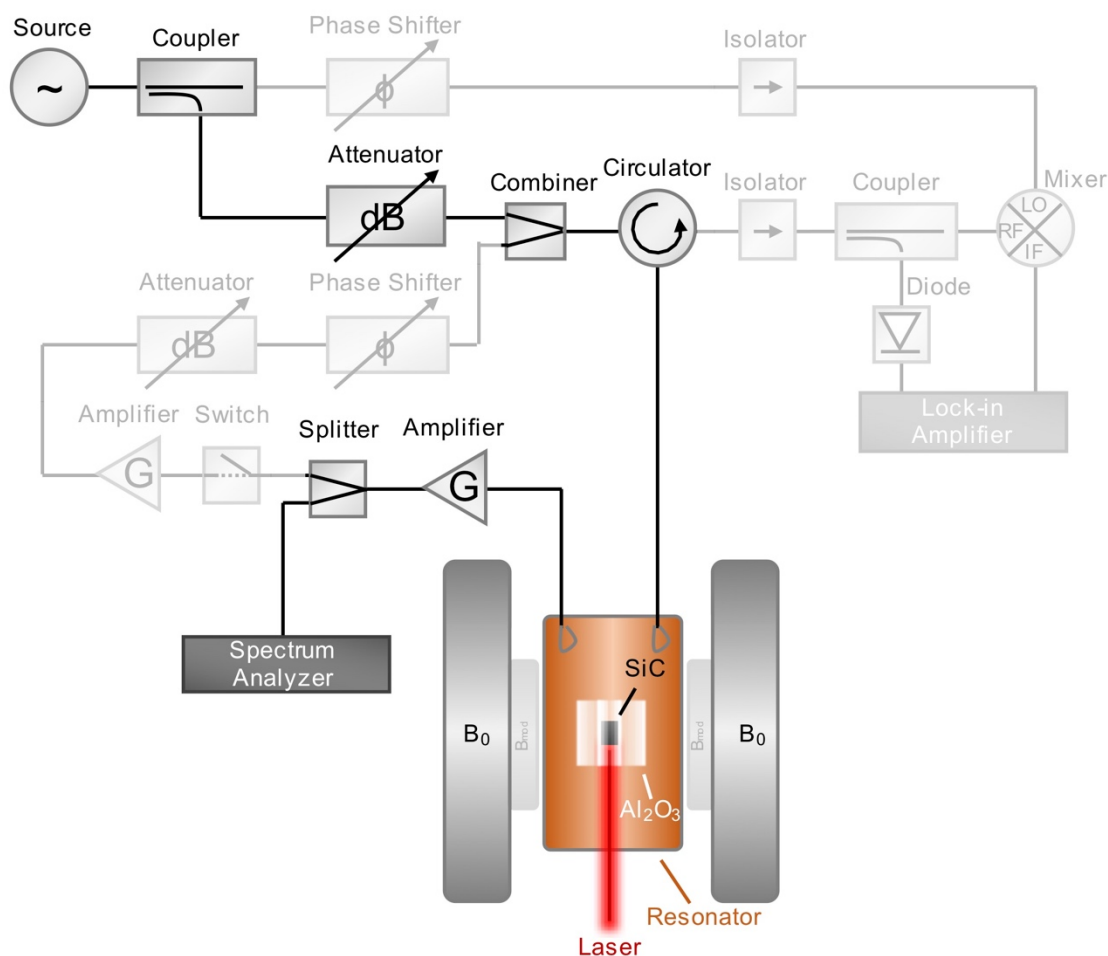 Source
Coupler
Phase Shifter
Isolator
~
ϕ
Attenuator
Combiner
Circulator
Isolator
Coupler
Mixer
dB
LO
RF
IF
Attenuator
Phase Shifter
Diode
dB
ϕ
Amplifier
Switch
Splitter
Amplifier
Lock-in
Amplifier
G
G
Spectrum
Analyzer
SiC
B₀
Bmod
Bmod
B₀
Al₂O₃
Resonator
Laser